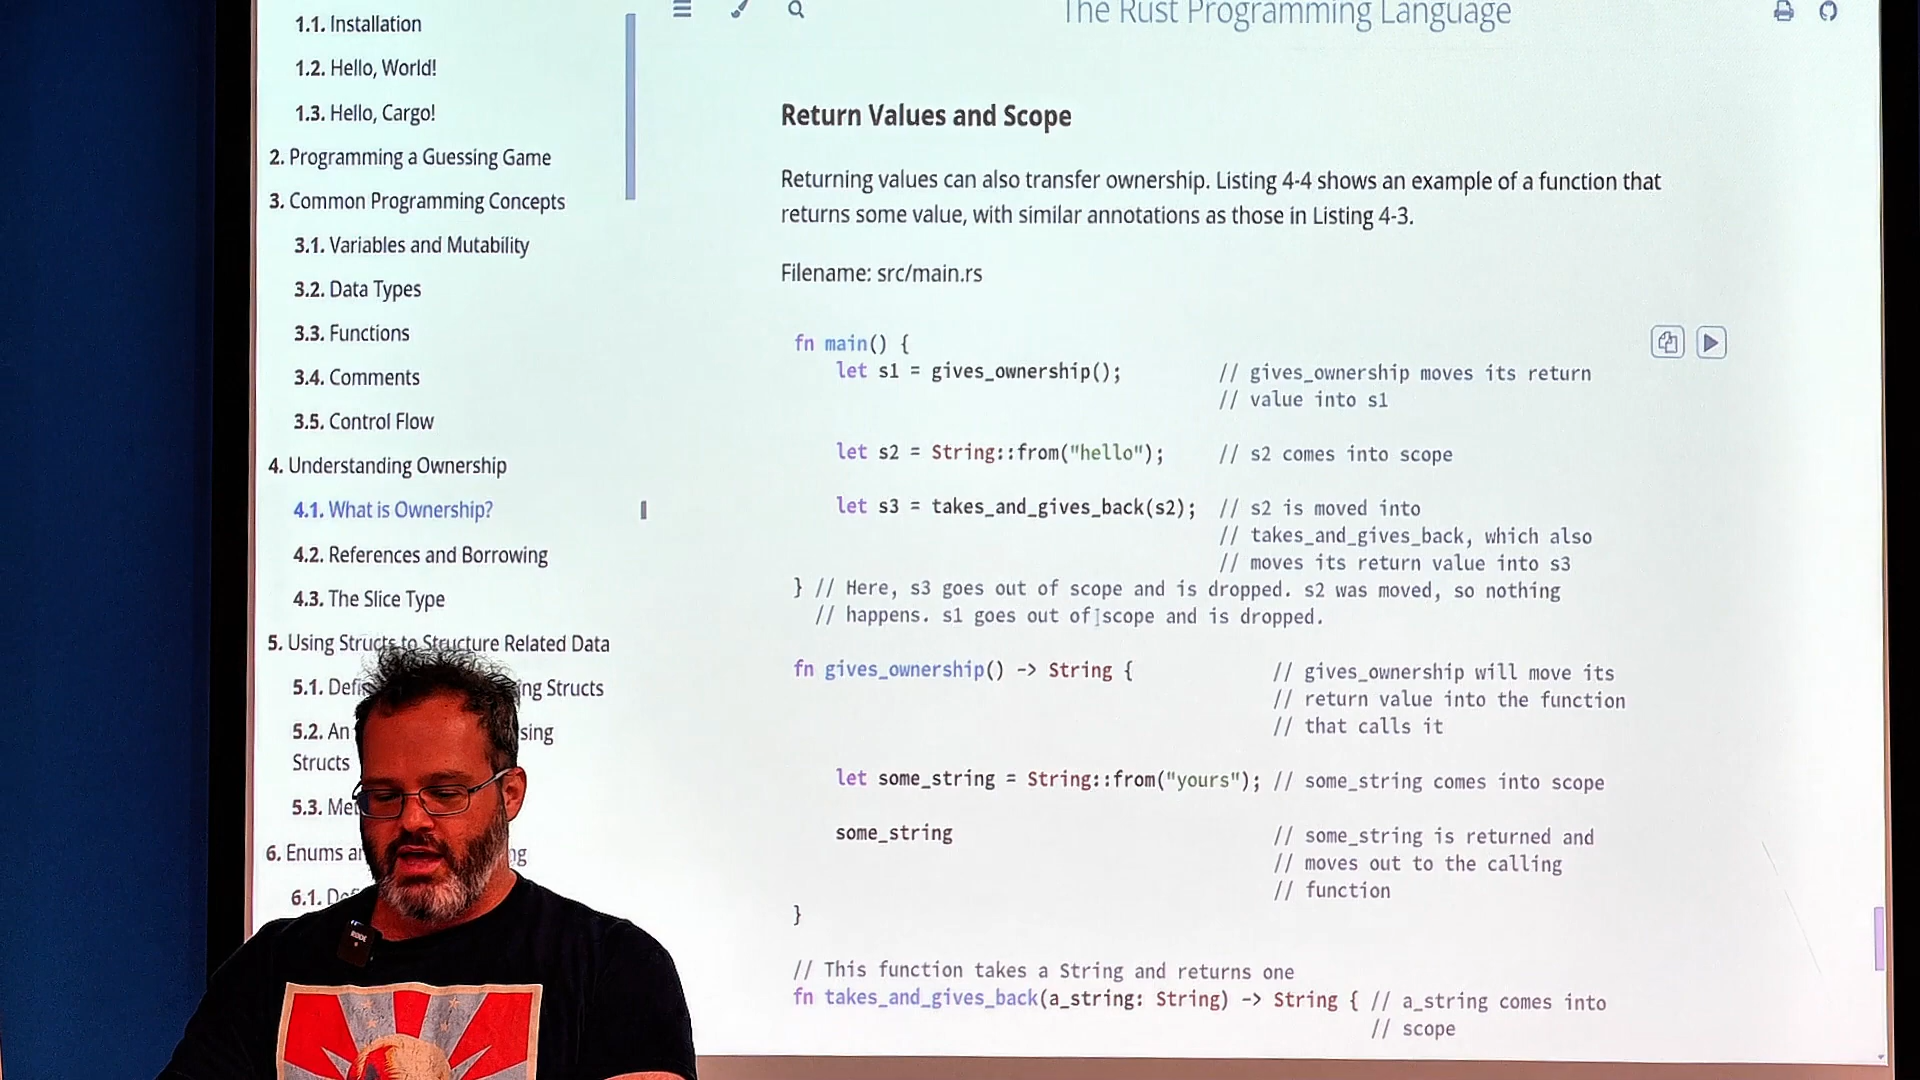 1.1. Installation
1.2. Hello, World!
1.3. Hello, Cargo!
2. Programming a Guessing Game
3. Common Programming Concepts
3.1. Variables and Mutability
3.2. Data Types
3.3. Functions
3.4. Comments
3.5. Control Flow
4. Understanding Ownership
4.1. What is Ownership?
4.2. References and Borrowing
4.3. The Slice Type
5. Using Structs to Structure Related Data
5.1. ng Structs
5.2. An sing
Structs
5.3.
6. Enums
6.1.
The Rust Programming Language
Return Values and Scope
Returning values can also transfer ownership. Listing 4-4 shows an example of a function that
returns some value, with similar annotations as those in Listing 4-3.
Filename: src/main.rs
fn main() {
let s1 = gives_ownership(); // gives_ownership moves its return
// value into s1
let s2 = String::from("hello"); // s2 comes into scope
let s3 = takes_and_gives_back(s2); // s2 is moved into
// takes_and_gives_back, which also
// moves its return value into s3
} // Here, s3 goes out of scope and is dropped. s2 was moved, so nothing
// happens. s1 goes out of scope and is dropped.
fn gives_ownership() -> String { // gives_ownership will move its
// return value into the function
// that calls it
let some_string = String::from("yours"); // some_string comes into scope
some_string // some_string is returned and
// moves out to the calling
// function
}
// This function takes a String and returns one
fn takes_and_gives_back(a_string: String) -> String { // a_string comes into
// scope
RODE